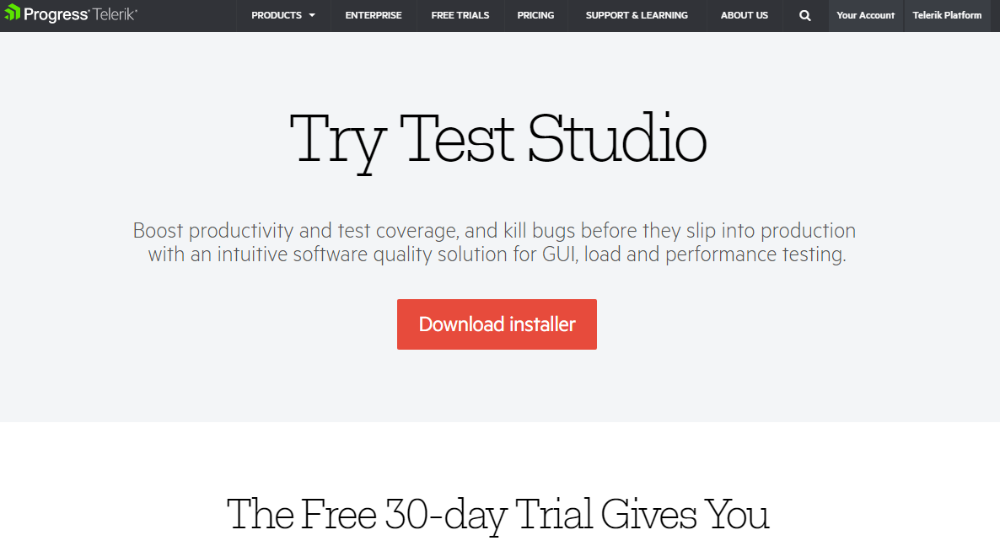 Progress Telerik
PRODUCTS
ENTERPRISE
FREE TRIALS
PRICING
SUPPORT & LEARNING
ABOUT US
Your Account
Telerik Platform
Try Test Studio
Boost productivity and test coverage, and kill bugs before they slip into production
with an intuitive software quality solution for GUI, load and performance testing.
Download installer
The Free 30-day Trial Gives You